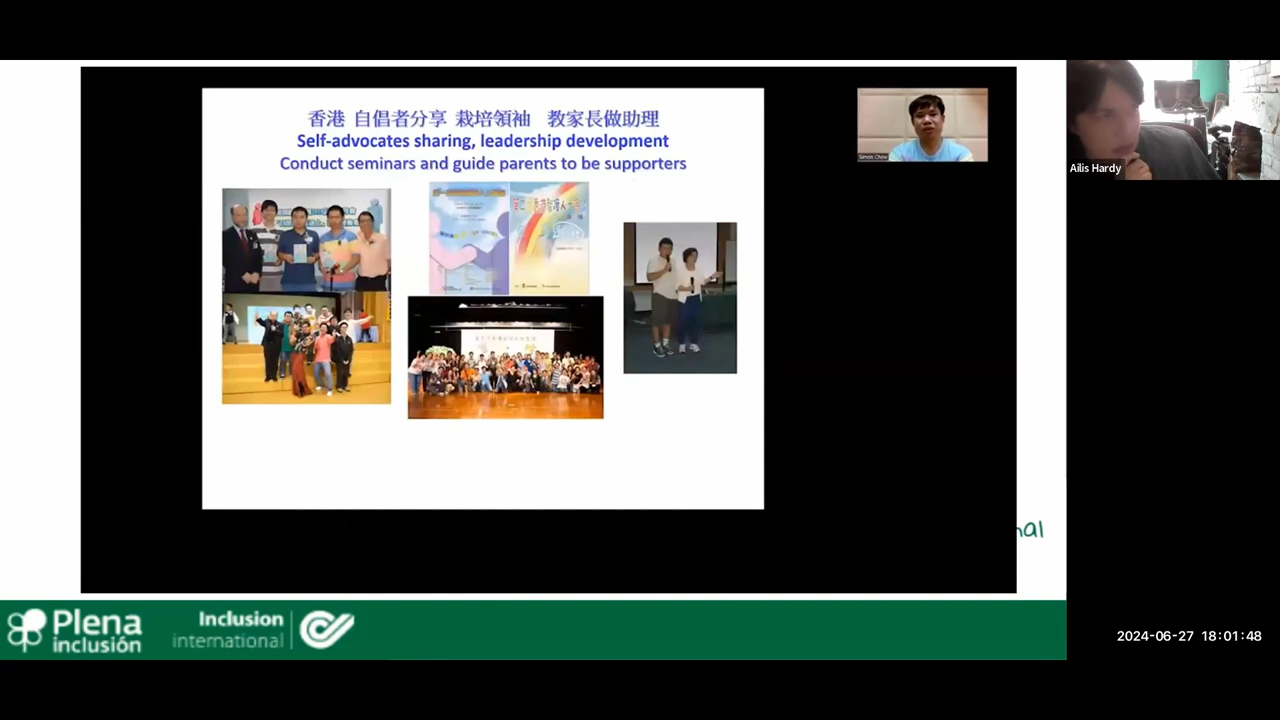 香港 自倡者分享 栽培領袖 教家長做助理
Self-advocates sharing, leadership development
Conduct seminars and guide parents to be supporters
Simon Chow
Ailis Hardy
nal
Plena
inclusión
Inclusion
international
2024-06-27 18:01:48